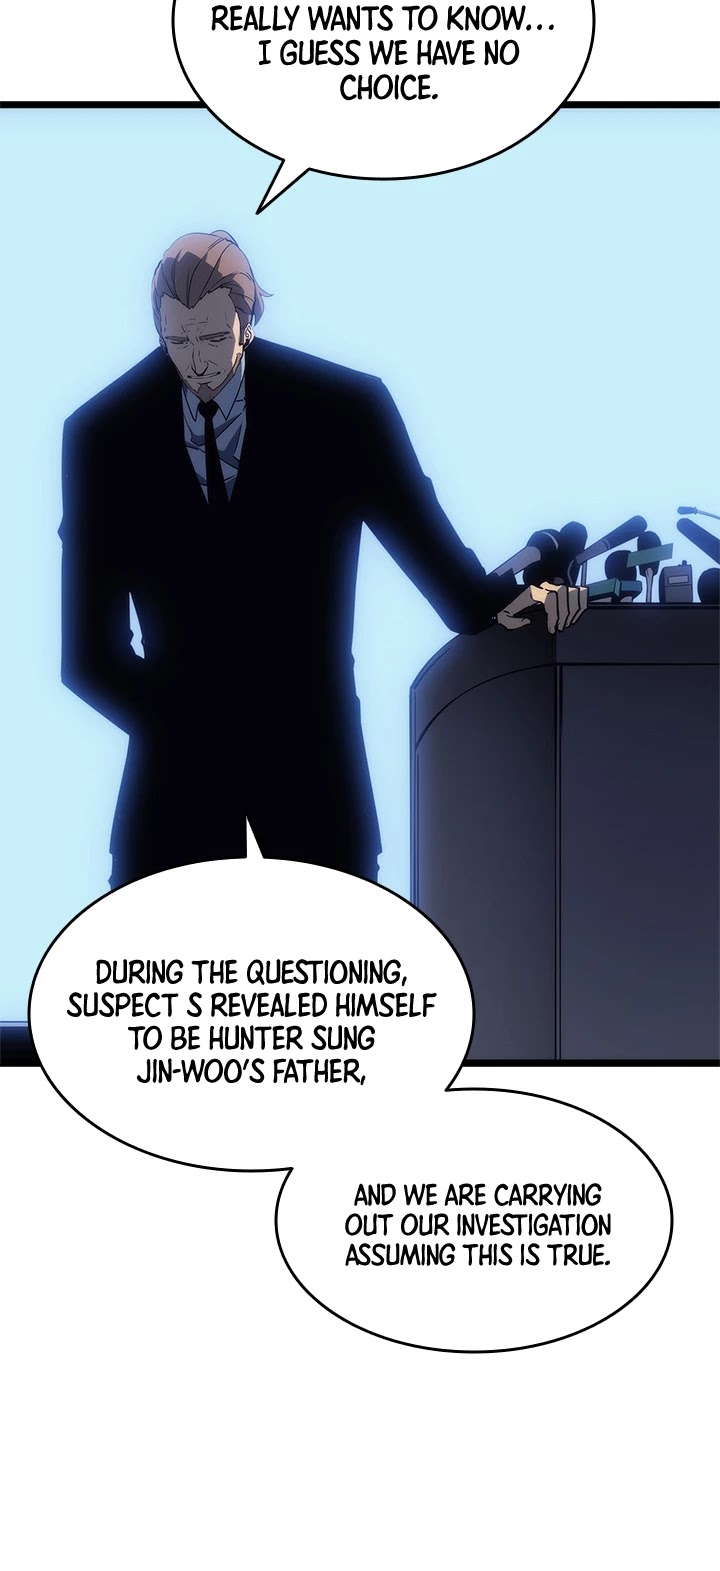 REALLY WANTS TO KNOW...
I GUESS WE HAVE NO
CHOICE.
DURING THE QUESTIONING,
SUSPECT S REVEALED HIMSELF
TO BE HUNTER SUNG
JIN-WOO'S FATHER,
AND WE ARE CARRYING
OUT OUR INVESTIGATION
ASSUMING THIS IS TRUE.